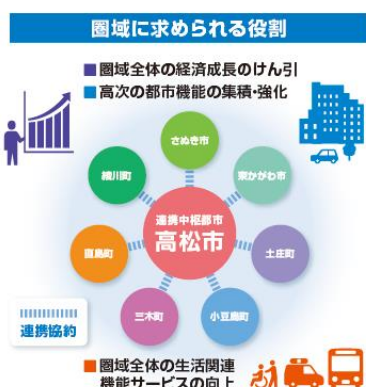 圏域に求められる役割
■圏域全体の経済成長のけん引
■高次の都市機能の集積・強化
さぬき市
綾川町
東かがわ市
連携中枢都市
高松市
直島町
土庄町
三木町
小豆島町
連携協約
■圏域全体の生活関連
機能サービスの向上